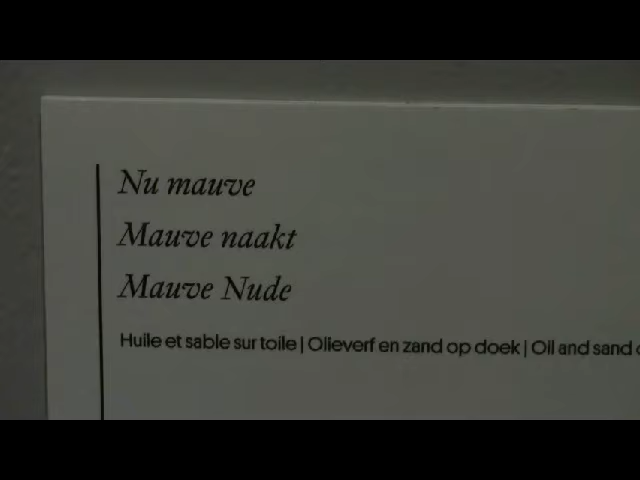 Nu mauve
Mauve naakt
Mauve Nude
Huile et sable sur toile | Olieverf en zand op doek | Oil and sand